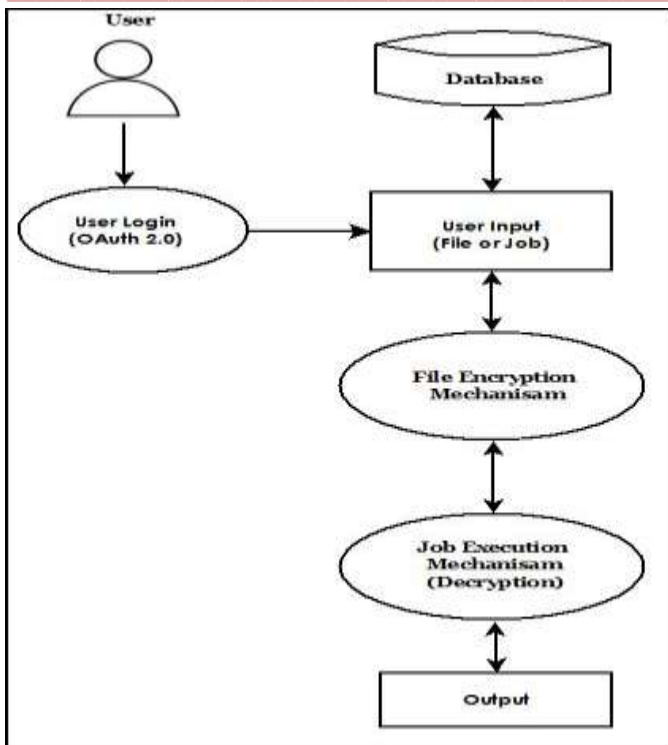 User
Database
User Login
(OAuth 2.0)
User Input
(File or Job)
File Encryption
Mechanisam
Job Execution
Mechanisam
(Decryption)
Output